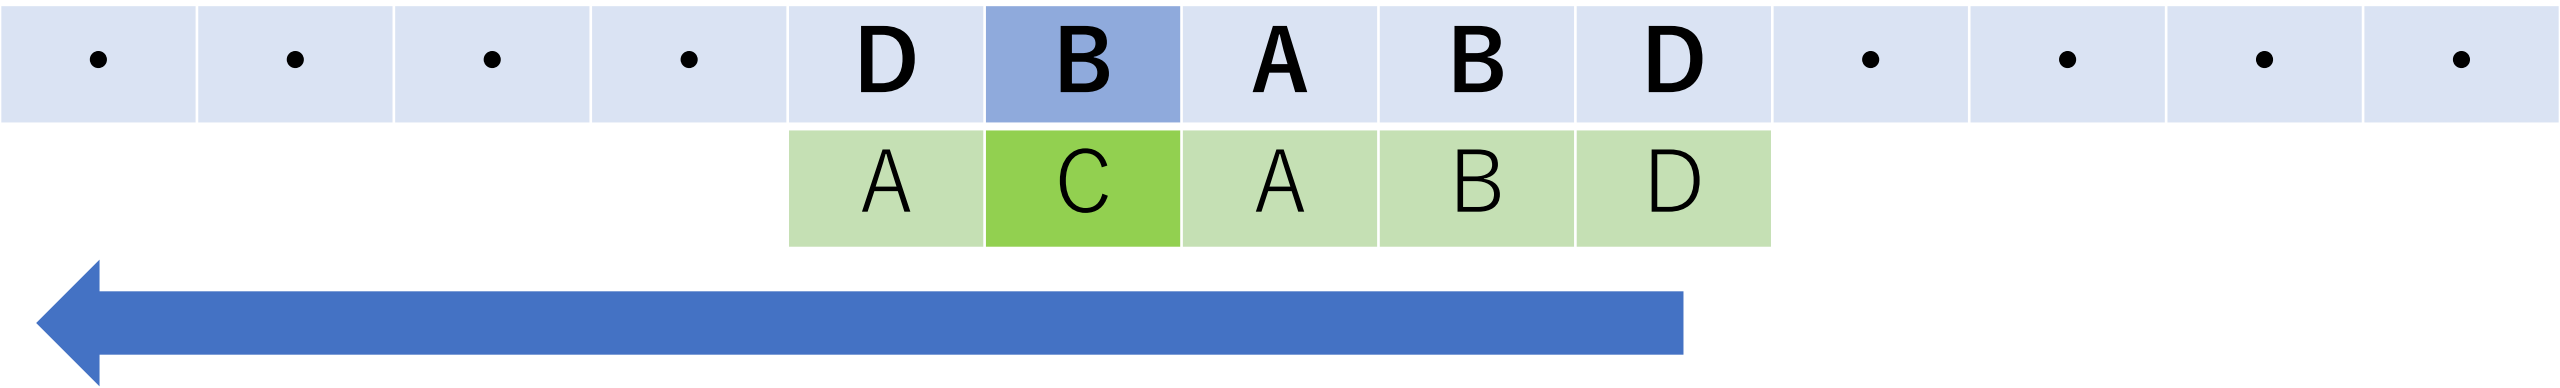 • • • • D B A B D • • • •
A C A B D